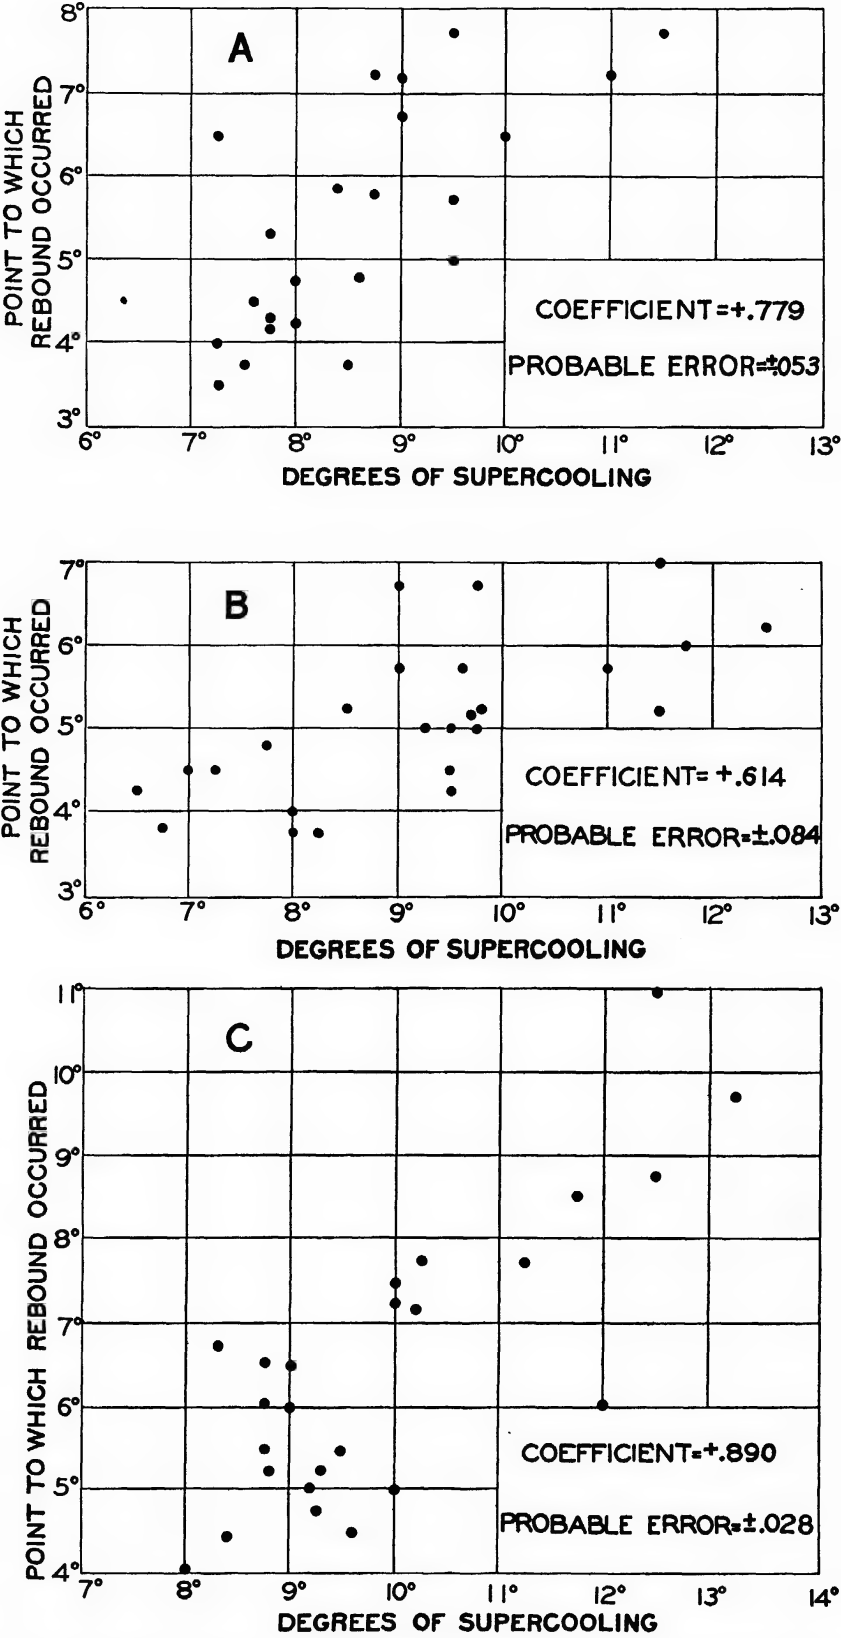 A
POINT TO WHICH
REBOUND OCCURRED
8°
7°
6°
5°
4°
3°
COEFFICIENT=+.779
PROBABLE ERROR=±.053
6° 7° 8° 9° 10° 11° 12° 13°
DEGREES OF SUPERCOOLING
B
POINT TO WHICH
REBOUND OCCURRED
7°
6°
5°
4°
3°
COEFFICIENT=+.614
PROBABLE ERROR=±.084
6° 7° 8° 9° 10° 11° 12° 13°
DEGREES OF SUPERCOOLING
C
POINT TO WHICH REBOUND OCCURRED
11°
10°
9°
8°
7°
6°
5°
4°
COEFFICIENT=+.890
PROBABLE ERROR=±.028
7° 8° 9° 10° 11° 12° 13° 14°
DEGREES OF SUPERCOOLING